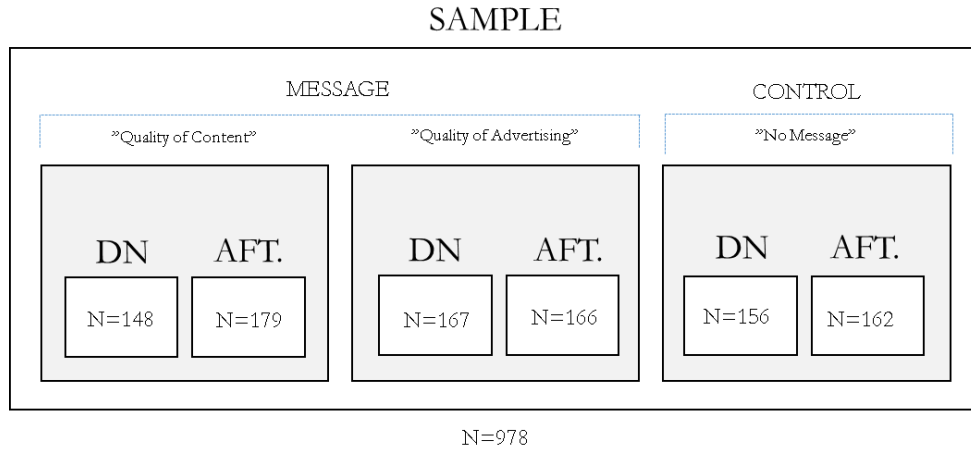 SAMPLE
MESSAGE
CONTROL
”Quality of Content”
”Quality of Advertising”
”No Message”
DN AFT.
DN AFT.
DN AFT.
N=148 N=179
N=167 N=166
N=156 N=162
N=978